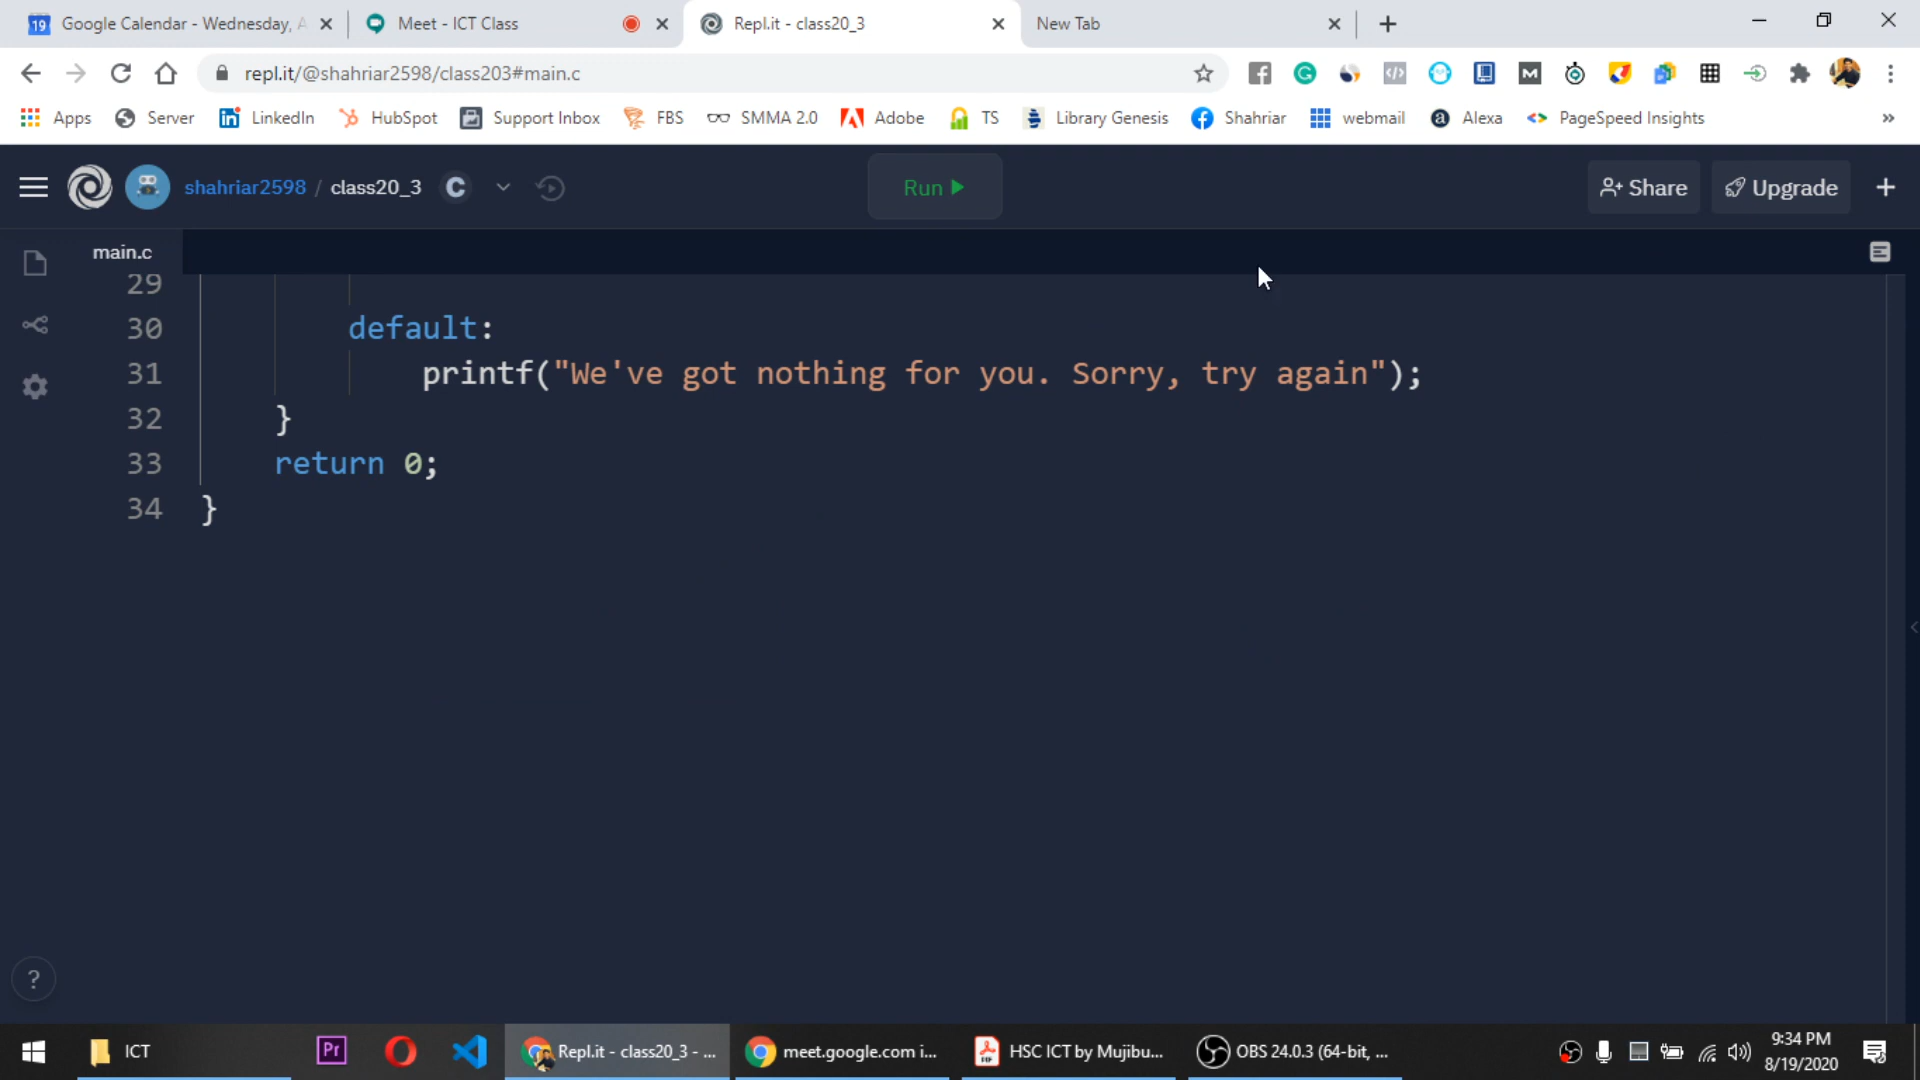 Google Calendar - Wednesday, A
Meet - ICT Class
Repl.it - class20_3
New Tab
repl.it/@shahriar2598/class203#main.c
Apps
Server
LinkedIn
HubSpot
Support Inbox
FBS
SMMA 2.0
Adobe
TS
Library Genesis
Shahriar
webmail
Alexa
PageSpeed Insights
»
shahriar2598 / class20_3
C
Run
Share
Upgrade
main.c
29
30 default:
31 printf("We've got nothing for you. Sorry, try again");
32 }
33 return 0;
34 }
?
ICT
Pr
Repl.it - class20_3 - ...
meet.google.com i...
HSC ICT by Mujibu...
OBS 24.0.3 (64-bit, ...
9:34 PM
8/19/2020